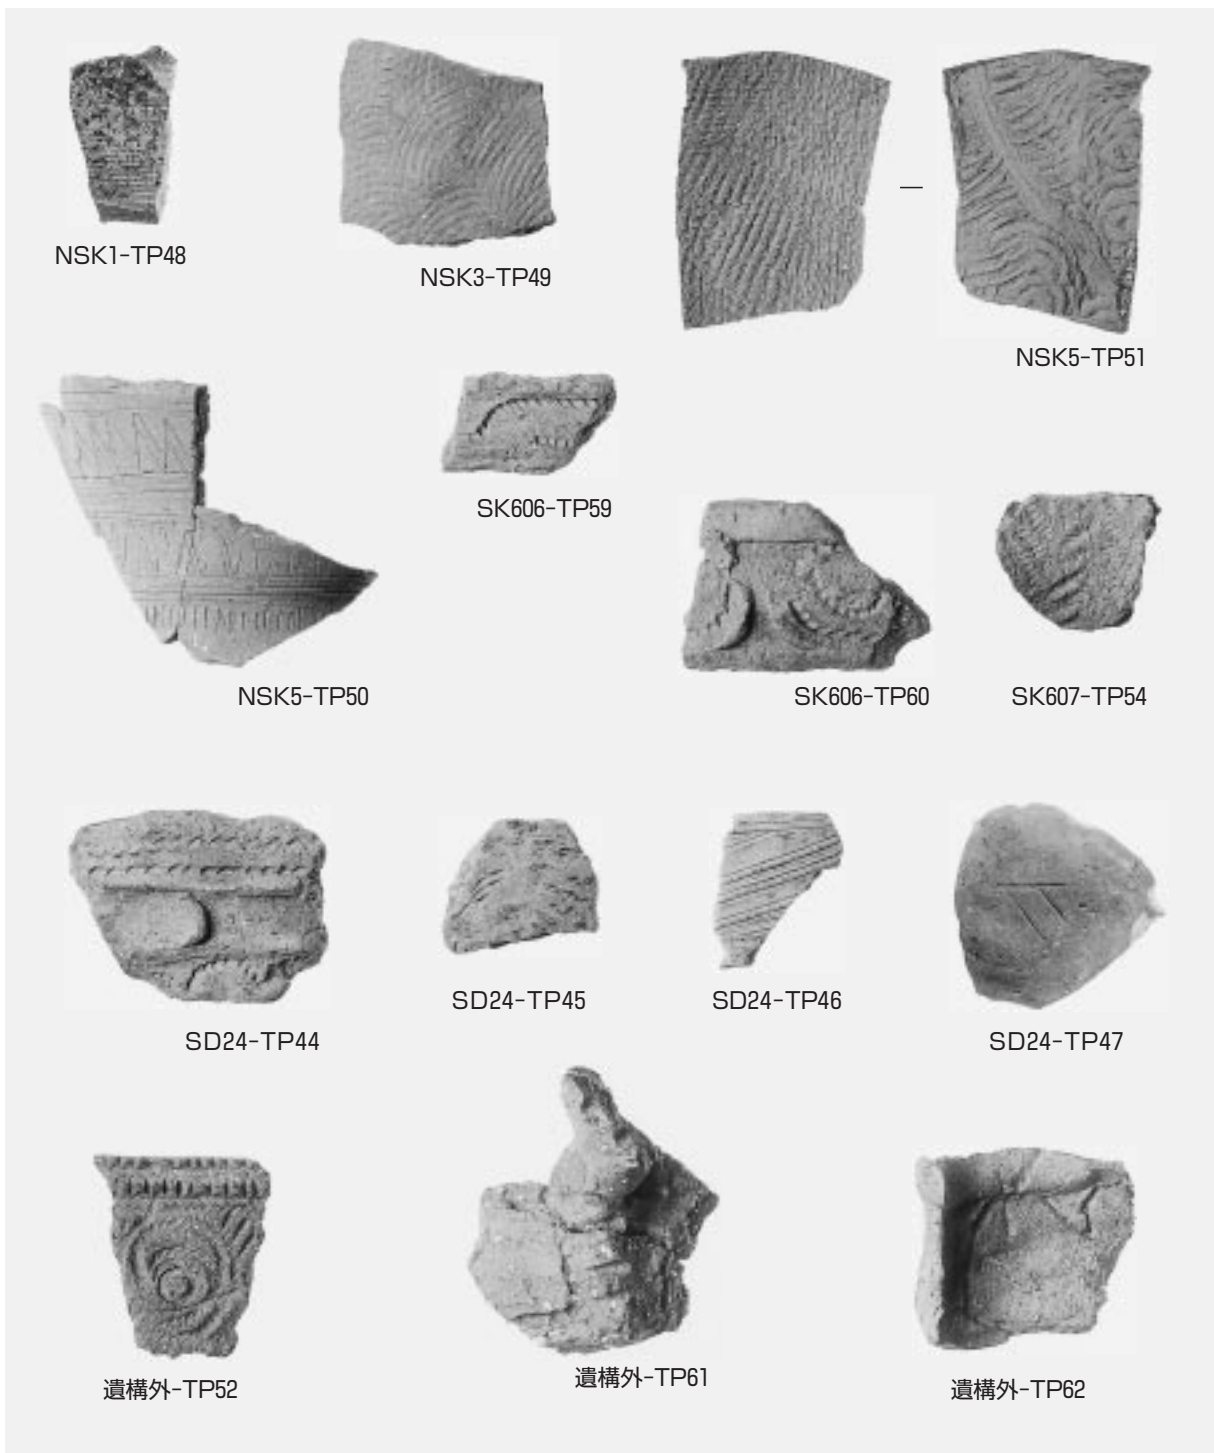 NSK1-TP48
NSK3-TP49
NSK5-TP51
SK606-TP59
NSK5-TP50
SK606-TP60
SK607-TP54
SD24-TP44
SD24-TP45
SD24-TP46
SD24-TP47
遺構外-TP52
遺構外-TP61
遺構外-TP62